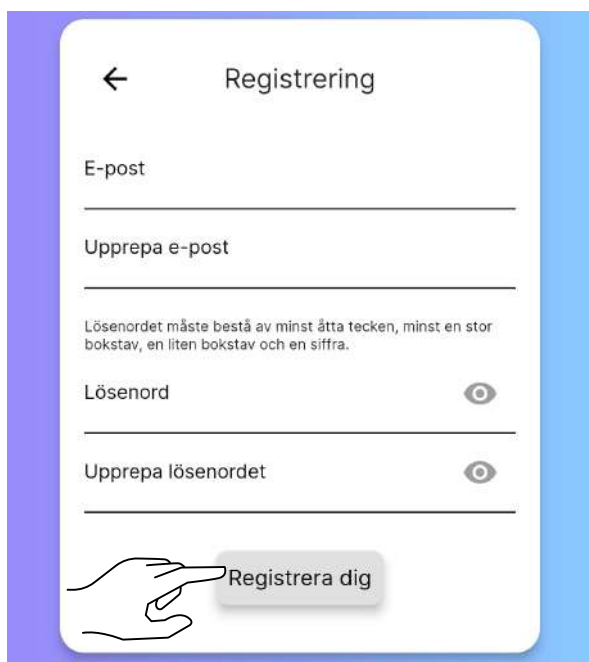 Registrering
E-post
Upprepa e-post
Lösenordet måste bestå av minst åtta tecken, minst en stor
bokstav, en liten bokstav och en siffra.
Lösenord
Upprepa lösenordet
Registrera dig